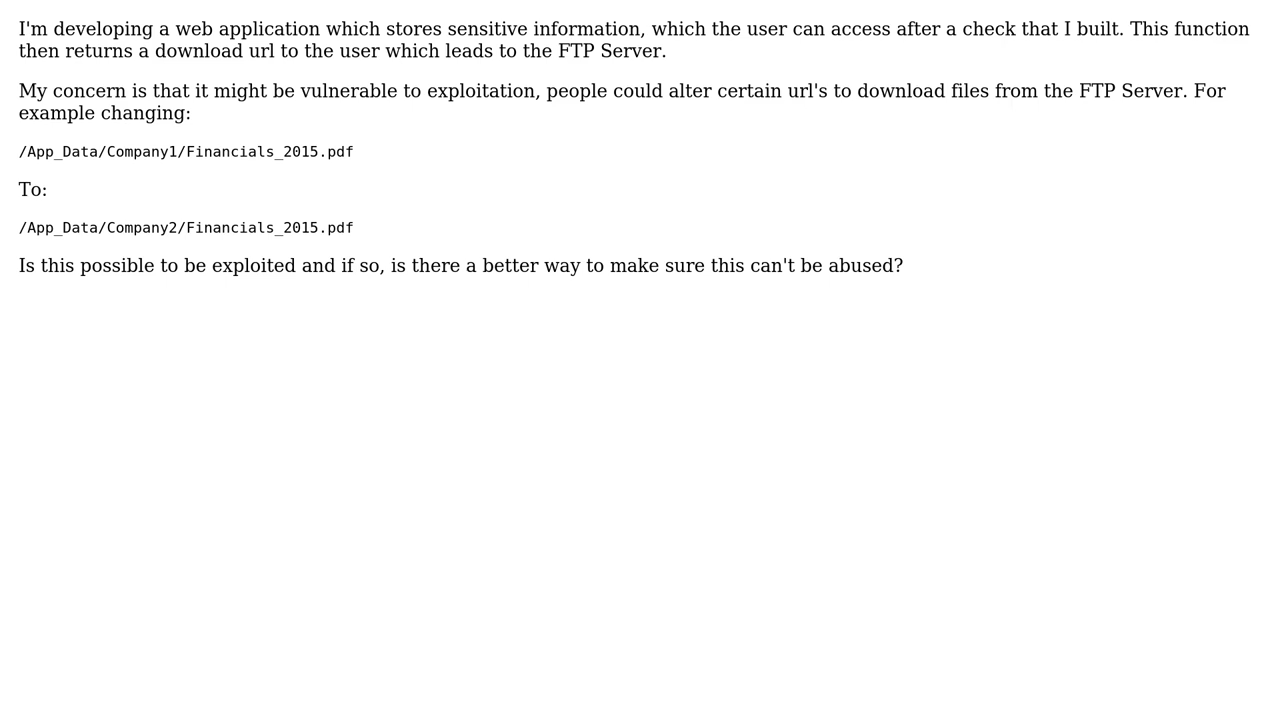 I'm developing a web application which stores sensitive information, which the user can access after a check that I built. This function
then returns a download url to the user which leads to the FTP Server.
My concern is that it might be vulnerable to exploitation, people could alter certain url's to download files from the FTP Server. For
example changing:
/App_Data/Company1/Financials_2015.pdf
To:
/App_Data/Company2/Financials_2015.pdf
Is this possible to be exploited and if so, is there a better way to make sure this can't be abused?